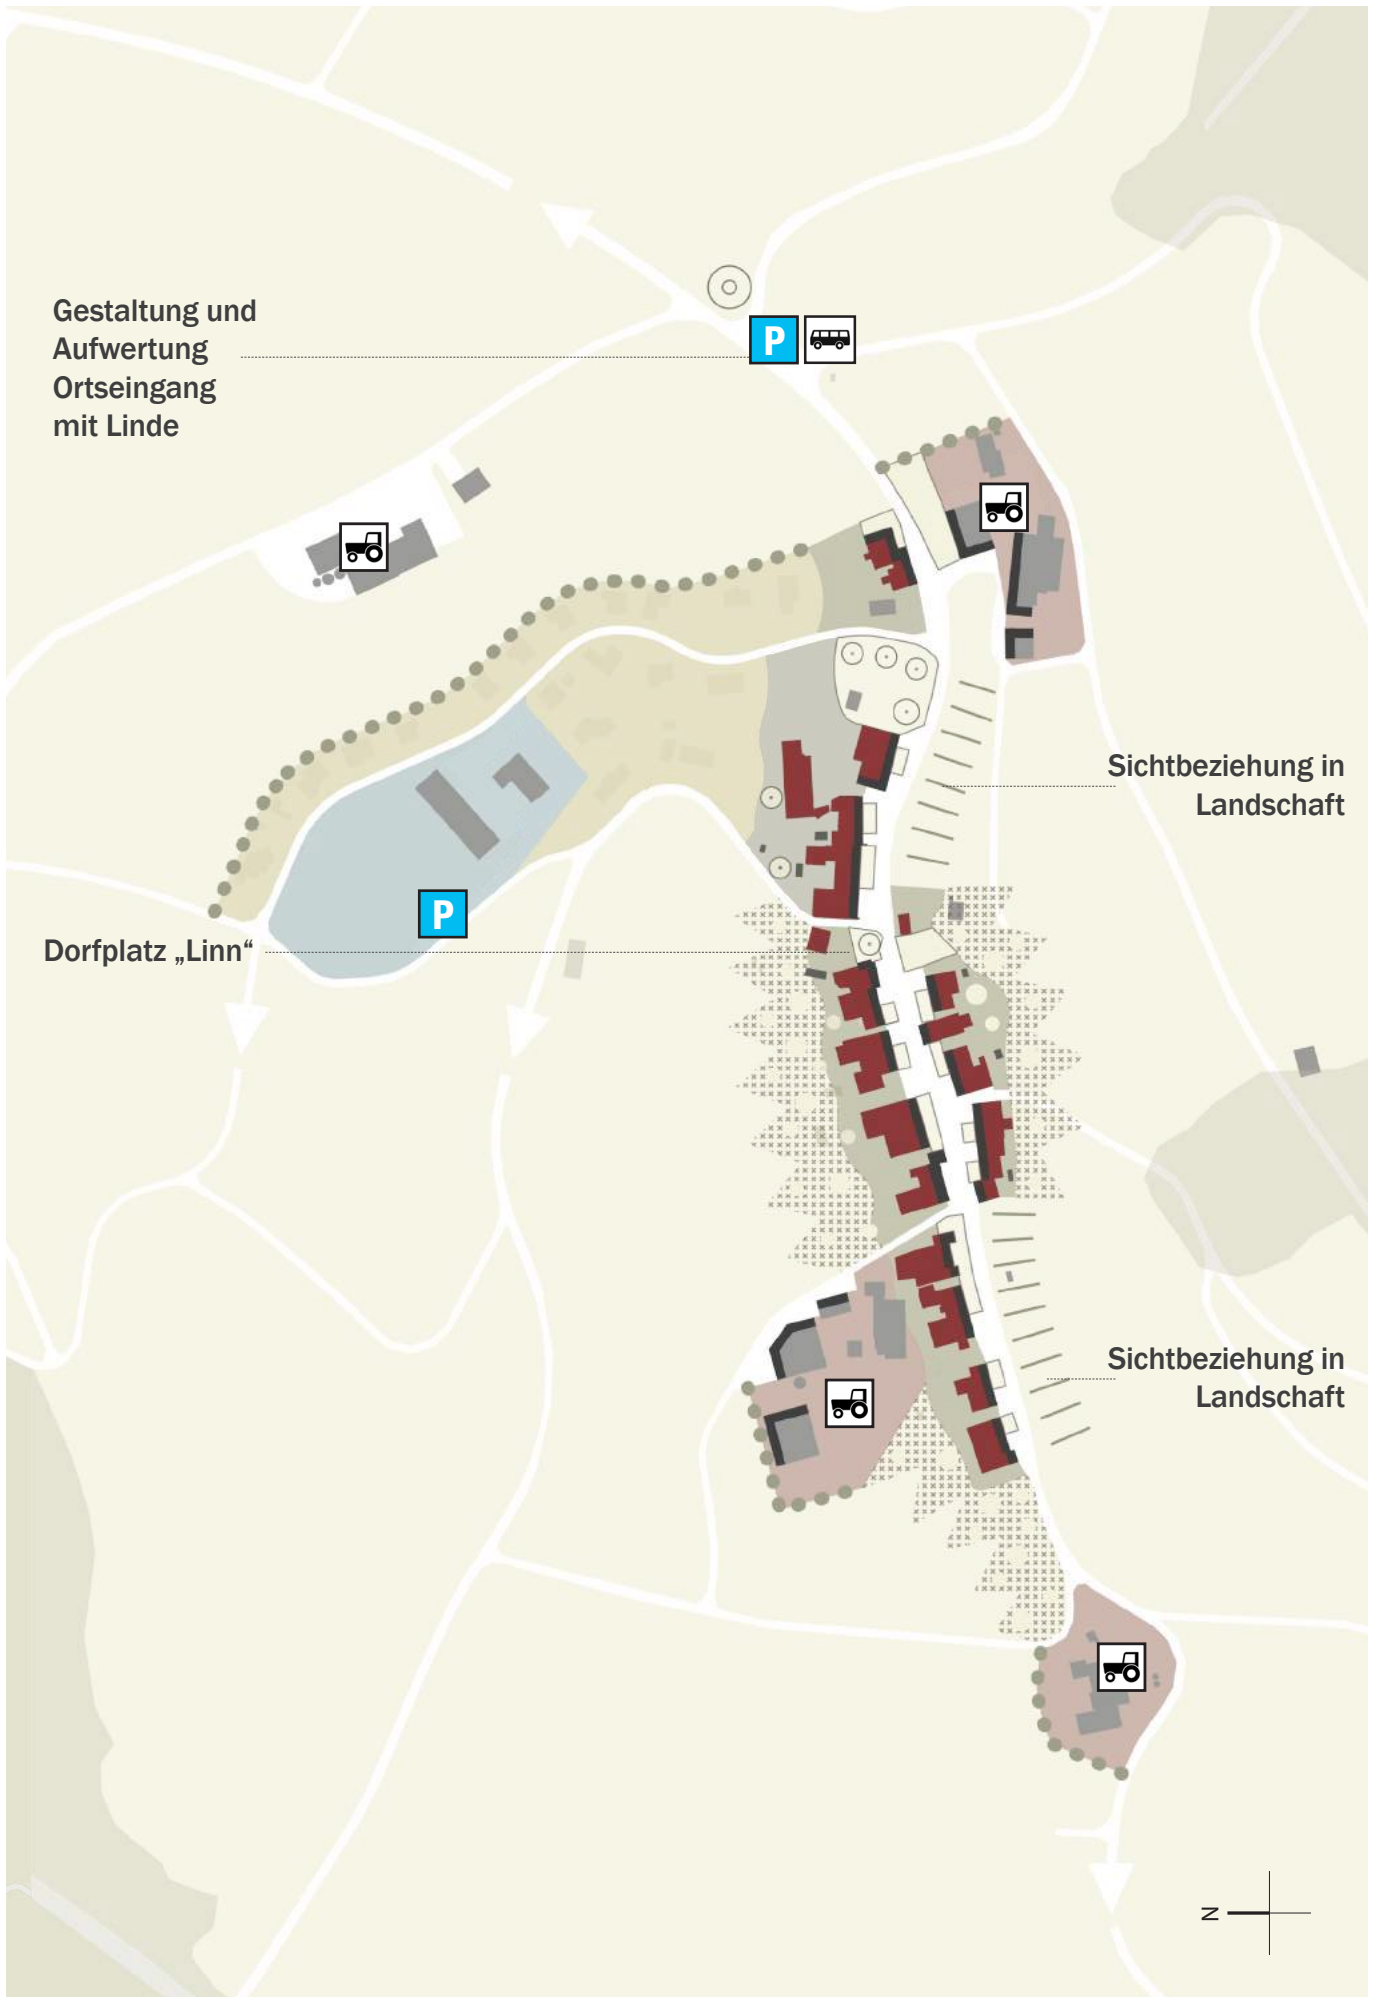 Gestaltung und
Aufwertung
Ortseingang
mit Linde
P
Sichtbeziehung in
Landschaft
P
Dorfplatz „Linn“
Sichtbeziehung in
Landschaft
N